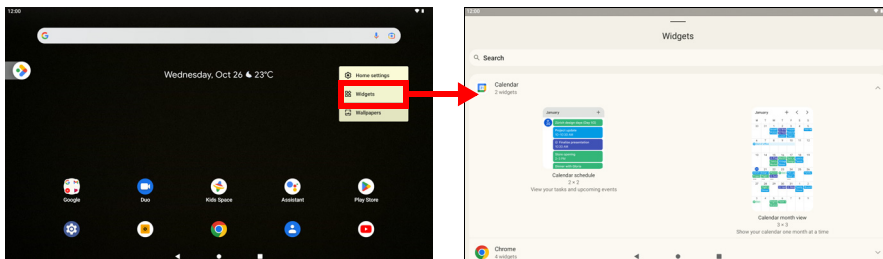 12:00
Wednesday, Oct 26 23°C
Home settings
Widgets
Wallpapers
Google
Duo
Kids Space
Assistant
Play Store
12:00
Widgets
Search
Calendar
2 widgets
January
Calendar schedule
2 × 2
View your tasks and upcoming events
January
Calendar month view
3 × 3
Show your calendar one month at a time
Chrome
4 widgets